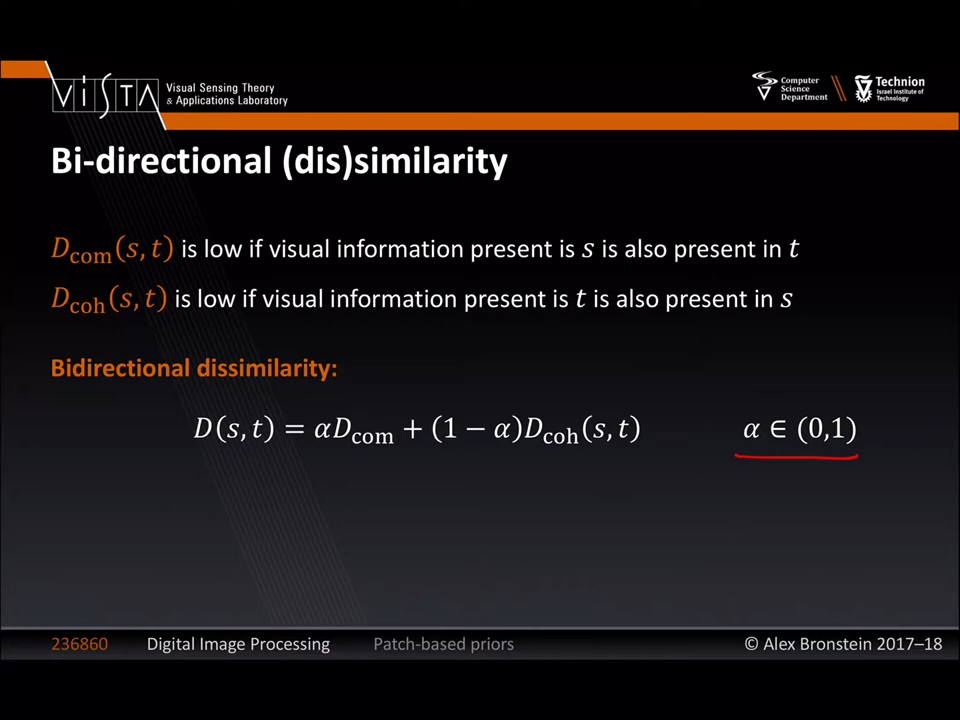 ViSTA Visual Sensing Theory & Applications Laboratory
Computer Science Department
Technion Israel Institute of Technology
Bi-directional (dis)similarity
D_com(s, t) is low if visual information present is s is also present in t
D_coh(s, t) is low if visual information present is t is also present in s
Bidirectional dissimilarity:
D(s, t) = αD_com + (1 − α)D_coh(s, t) α ∈ (0,1)
236860 Digital Image Processing Patch-based priors © Alex Bronstein 2017–18